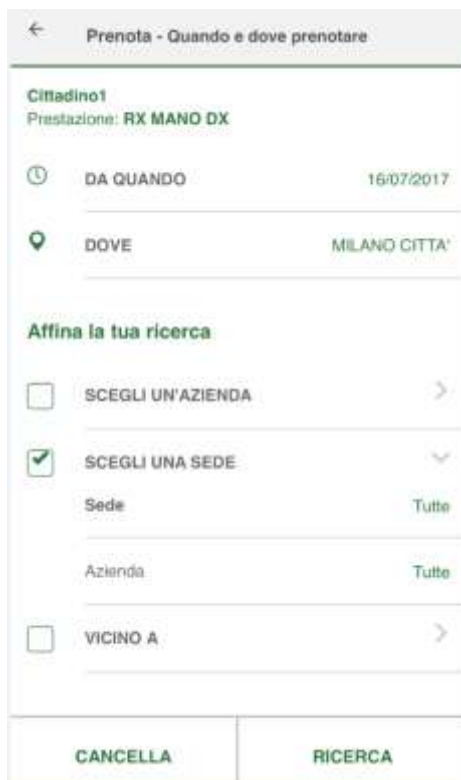 Prenota - Quando e dove prenotare
Cittadino1
Prestazione: RX MANO DX
DA QUANDO 16/07/2017
DOVE MILANO CITTA'
Affina la tua ricerca
SCEGLI UN'AZIENDA
SCEGLI UNA SEDE
Sede Tutte
Azienda Tutte
VICINO A
CANCELLA RICERCA